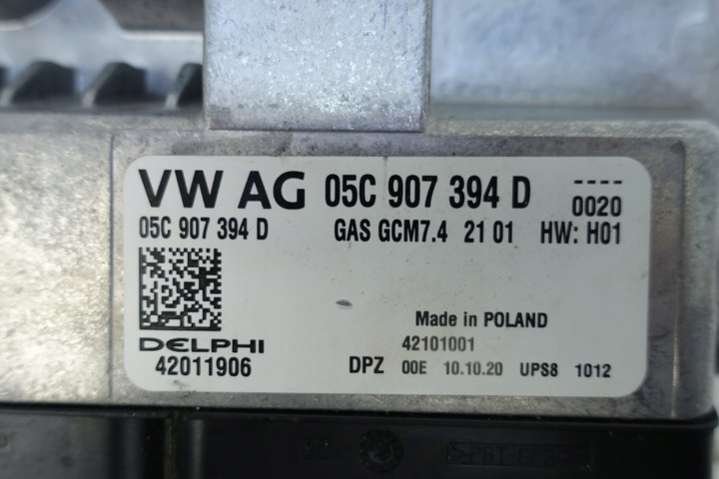 VW AG 05C 907 394 D ----
0020
05C 907 394 D GAS GCM7.4 21 01 HW: H01
Made in POLAND
DELPHI 42101001
42011906 DPZ 00E 10.10.20 UPS8 1012